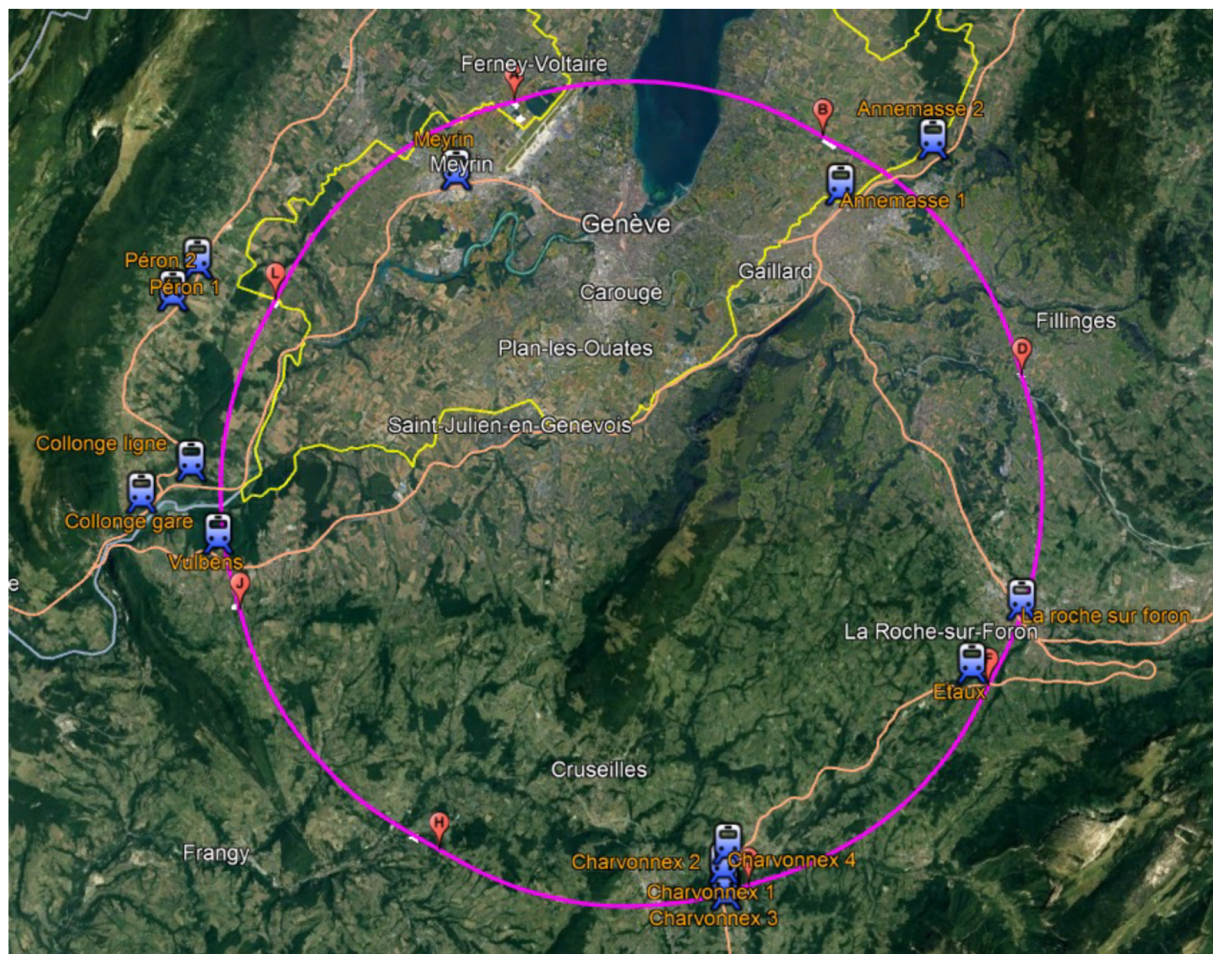 Ferney-Voltaire
A
B
Annemasse 2
Meyrin
Meyrin
Annemasse 1
Genève
Péron 2
L
Gaillard
Péron 1
Carouge
Fillinges
Plan-les-Ouates
D
Saint-Julien-en-Genevois
Collonge ligne
Collonge gare
Vulbens
e
J
La roche sur foron
La Roche-sur-Foron
F
Etaux
Cruseilles
H
Frangy
Charvonnex 2
Charvonnex 4
Charvonnex 1
Charvonnex 3